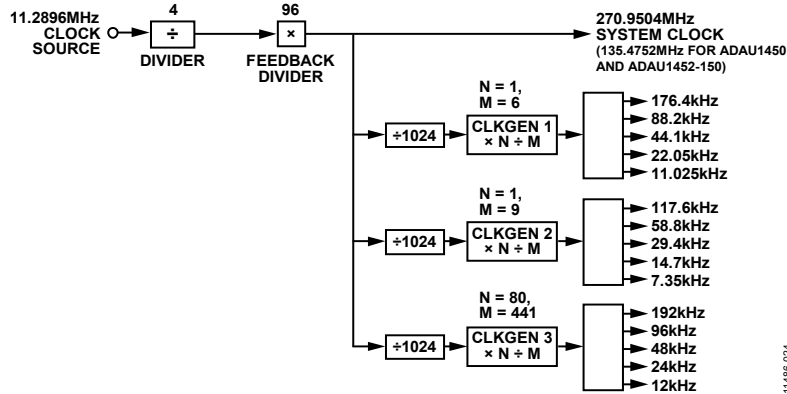 11.2896MHz
CLOCK
SOURCE
4
÷
DIVIDER
96
×
FEEDBACK
DIVIDER
270.9504MHz
SYSTEM CLOCK
(135.4752MHz FOR ADAU1450
AND ADAU1452-150)
N = 1,
M = 6
÷1024
CLKGEN 1
× N ÷ M
176.4kHz
88.2kHz
44.1kHz
22.05kHz
11.025kHz
N = 1,
M = 9
÷1024
CLKGEN 2
× N ÷ M
117.6kHz
58.8kHz
29.4kHz
14.7kHz
7.35kHz
N = 80,
M = 441
÷1024
CLKGEN 3
× N ÷ M
192kHz
96kHz
48kHz
24kHz
12kHz
11486-024